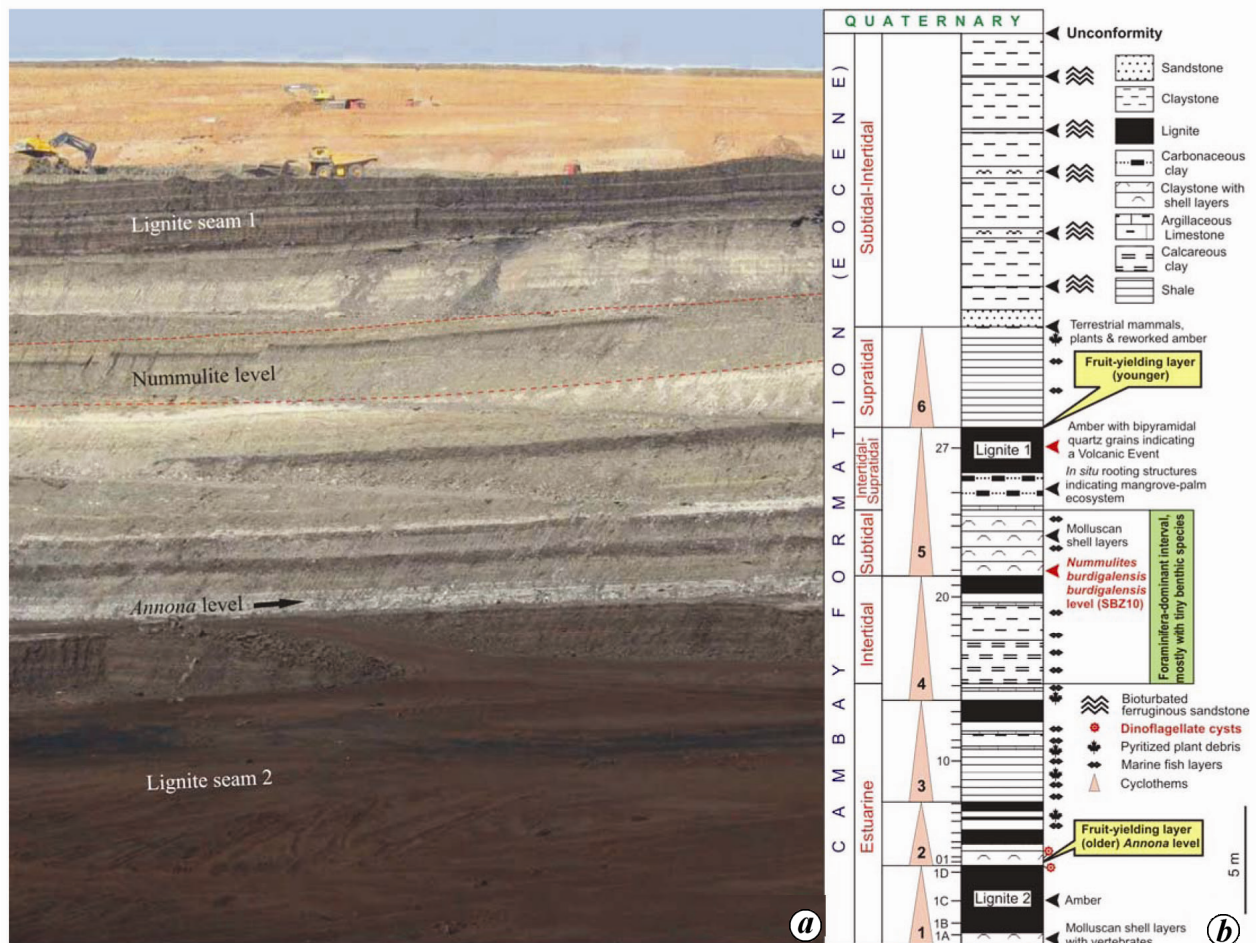 Lignite seam 1
Nummulite level
Annona level
Lignite seam 2
a
QUATERNARY
CAMBAY FORMATION (EOCENE)
Subtidal-Intertidal
Supratidal
Intertidal-
Supratidal
Subtidal
Intertidal
Estuarine
6
5
4
3
2
1
27
20
10
01
1D
1C
1B
1A
Lignite 1
Lignite 2
Unconformity
Terrestrial mammals,
plants & reworked amber
Fruit-yielding layer
(younger)
Amber with bipyramidal
quartz grains indicating
a Volcanic Event
In situ rooting structures
indicating mangrove-palm
ecosystem
Molluscan
shell layers
Nummulites
burdigalensis
burdigalensis
level (SBZ10)
Foraminifera-dominant interval,
mostly with tiny benthic species
Fruit-yielding layer
(older) Annona level
Amber
Molluscan shell layers
with vertebrates
Sandstone
Claystone
Lignite
Carbonaceous
clay
Claystone with
shell layers
Argillaceous
Limestone
Calcareous
clay
Shale
Bioturbated
ferruginous sandstone
Dinoflagellate cysts
Pyritized plant debris
Marine fish layers
Cyclothems
5 m
b